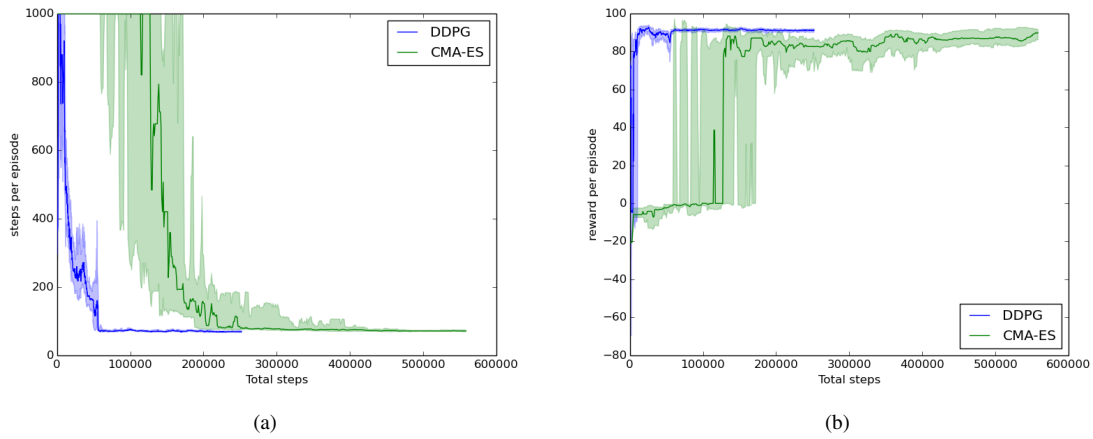 1000
800
600
400
200
0
steps per episode
0 100000 200000 300000 400000 500000 600000
Total steps
DDPG
CMA-ES
(a)
100
80
60
40
20
0
−20
−40
−60
−80
reward per episode
0 100000 200000 300000 400000 500000 600000
Total steps
DDPG
CMA-ES
(b)